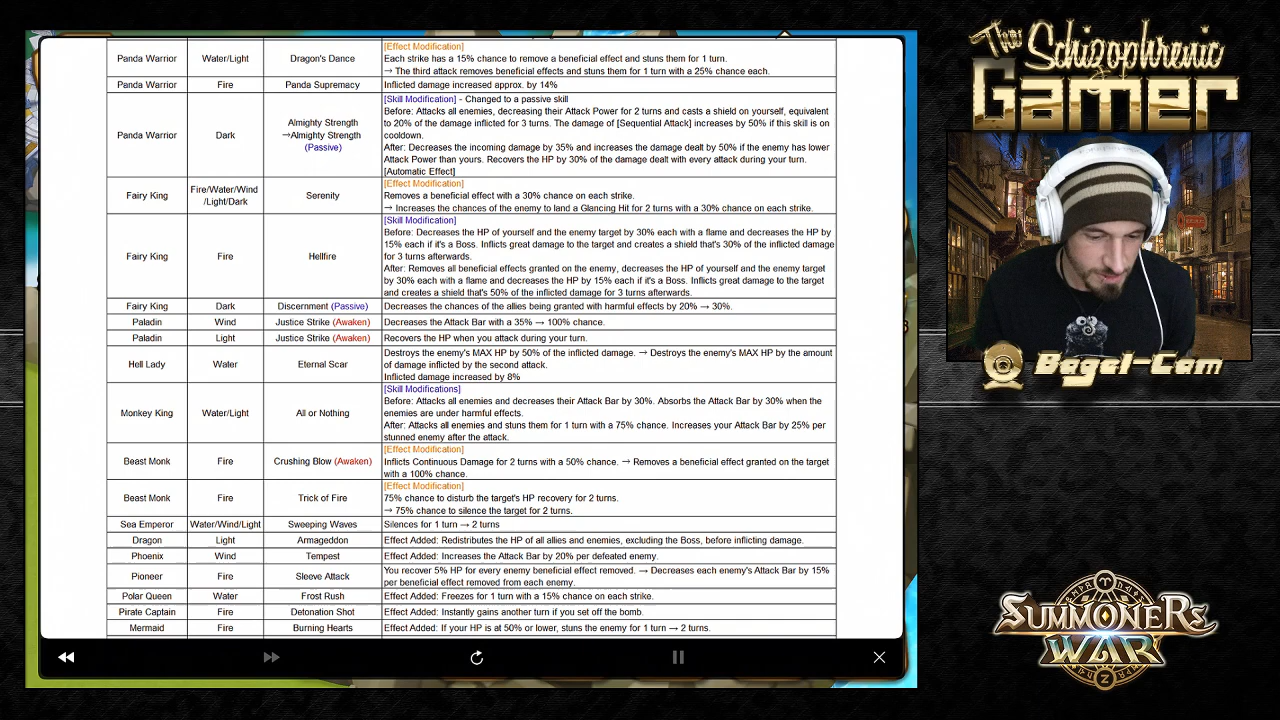 The Schizophrenic
Gamer
[Effect Modification]
Panda Warrior Water/Light Dragon's Dance Each strike has a 15% chance to remove a beneficial effect and stuns them for 1 turn.
→ The third attack removes beneficial effects and stuns them for 1 turn with a 25% chance each.
Panda Warrior Fire Panda Supremacy Inflicted damage increased approx. by 14%
[Skill Modification] - Changed to a passive skill
Before: Attacks all enemies, decreasing their Attack Power for 2 turns and casts a shield on yourself, equivalent
Almighty Strength to 20% of the damage inflicted for 3 turns. The damage of [Sequential Attack] increases by 50% if this skill is on
Panda Warrior Dark →Almighty Strength cooldown.
(Passive) After: Decreases the incoming damage by 35% and increases the damage dealt by 50% if the enemy has lower
Attack Power than yours. Recovers the HP by 30% of the damage dealt with every attack during your turn.
[Automatic Effect]
[Effect Modification]
Fairy King Fire/Water/Wind Serenity Removes a beneficial effect with a 30% chance on each strike.
/Light/Dark → Increases the chances of the enemy to land a Glancing Hit for 2 turns with a 30% chance on each strike.
[Skill Modification]
Before: Decreases the HP of yourself and the enemy target by 30% each with a flame and decreases the HP by
15% each if it's a Boss. Inflicts great damage to the target and creates a shield that's 30% of the inflicted damage
Fairy King Fire Hellfire for 3 turns afterwards.
After: Removes all beneficial effects granted on the enemy, decreases the HP of yourself and the enemy target
by 30% each with a flame and decreases the HP by 15% each if it's a Boss. Inflicts great damage to the target
and creates a shield that's 50% of the inflicted damage for 3 turns afterwards.
Fairy King Dark Discernment (Passive) Decreases the chances of the allies being granted with harmful effects by 20% → 30%.
Paladin Wind Justice Strike (Awaken) Decreases the Attack Bar with a 35% → 100% chance.
Paladin Light Justice Strike (Awaken) Recovers the HP when you attack during your turn.
Hell Lady Water Eternal Scar Destroys the enemy's MAX HP by 50% of the inflicted damage. → Destroys the enemy's MAX HP by the amount
of damage inflicted by the second attack.
Inflicted damage increased by 8%
[Skill Modifications]
Before: Attacks all enemies and decreases their Attack Bar by 30%. Absorbs the Attack Bar by 30% when the
Monkey King Water/Light All or Nothing enemies are under harmful effects.
After: Attacks all enemies and stuns them for 1 turn with a 75% chance. Increases your Attack Bar by 25% per
stunned enemy after the attack.
[Effect Modification]
Beast Monk Fire Crushing Blow (Awaken) Inflicts Continuous Damage for 2 turns with a 50% chance. → Removes a beneficial effect granted on the target
with a 100% chance.
[Effect Modification]
Beast Monk Fire Trick of Fire 75% chance to disturb the target's HP recovery for 2 turns.
→ 75% chance to silence the target for 2 turns.
Sea Emperor Water/Wind/Light Sweeping Waves Silences for 1 turn → 2 turns
Dragon Light Armageddon Effect Added: Redistributes the HP of all allies and enemies, excluding the Boss, before inflicting damage.
Phoenix Wind Tempest Effect Added: Increases the Attack Bar by 20% per defeated enemy.
Pioneer Fire Sleeve Attack You recover 5% HP for every enemy beneficial effect removed. → Decreases each enemy's Attack Bar by 15%
per beneficial effect removed from each enemy.
Polar Queen Water Frost Rush Effect Added: Freezes for 1 turn with a 15% chance on each strike.
Pirate Captain Fire Detonation Shot Effect Added: Instantly gains another turn if you set off the bomb.
Mermaid Fire Burning Hearts Effect Added: If your HP is at 50% or lower, stuns the enemy for 1 turn → 2 turns.
Bagel-Cam
SUMMONERS
WAR